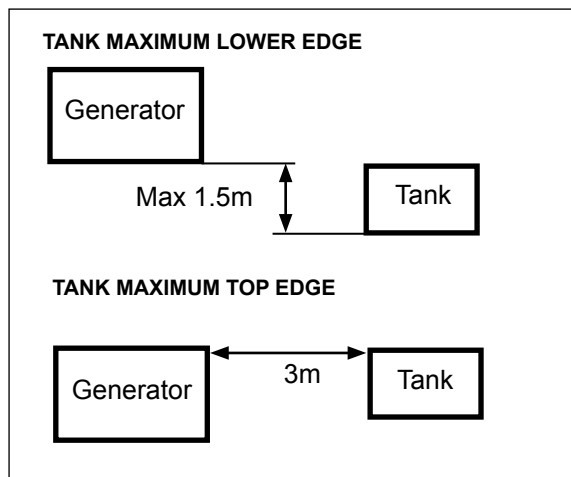 TANK MAXIMUM LOWER EDGE
Generator
Max 1.5m
Tank
TANK MAXIMUM TOP EDGE
3m
Generator
Tank